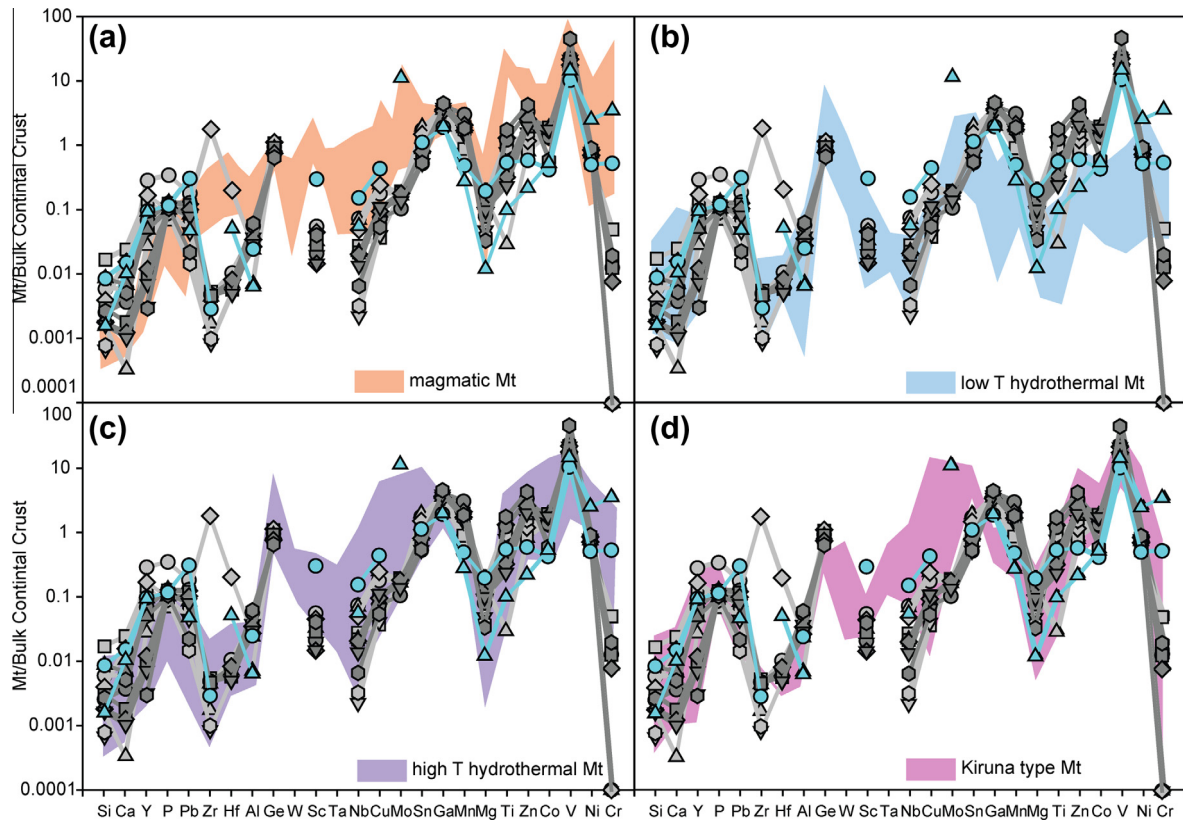 (a)
(b)
100
10
1
0.1
0.01
0.001
0.0001
Mt/Bulk Contintal Crust
magmatic Mt
low T hydrothermal Mt
(c)
(d)
100
10
1
0.1
0.01
0.001
0.0001
Mt/Bulk Contintal Crust
high T hydrothermal Mt
Kiruna type Mt
Si Ca Y P Pb Zr Hf Al Ge W Sc Ta Nb Cu Mo Sn Ga Mn Mg Ti Zn Co V Ni Cr
Si Ca Y P Pb Zr Hf Al Ge W Sc Ta Nb Cu Mo Sn Ga Mn Mg Ti Zn Co V Ni Cr